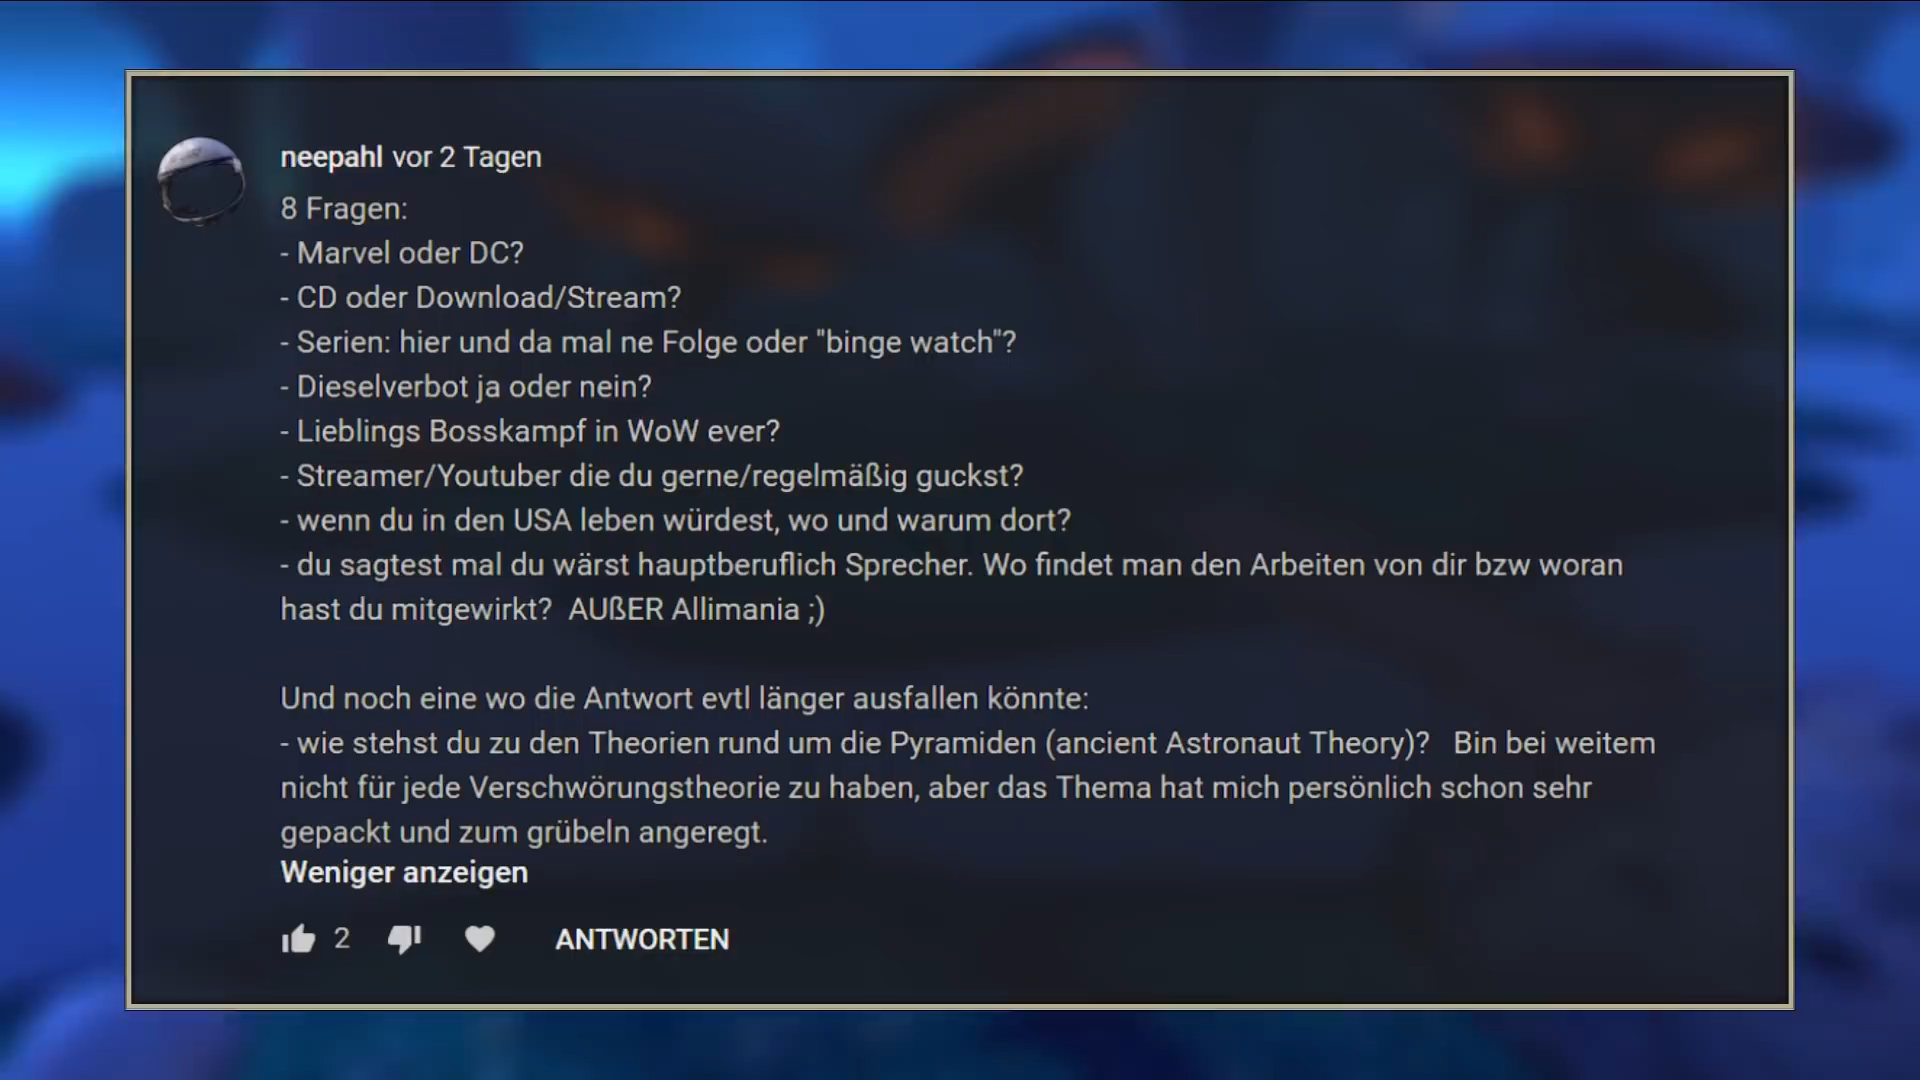 neepahl vor 2 Tagen
8 Fragen:
- Marvel oder DC?
- CD oder Download/Stream?
- Serien: hier und da mal ne Folge oder "binge watch"?
- Dieselverbot ja oder nein?
- Lieblings Bosskampf in WoW ever?
- Streamer/Youtuber die du gerne/regelmäßig guckst?
- wenn du in den USA leben würdest, wo und warum dort?
- du sagtest mal du wärst hauptberuflich Sprecher. Wo findet man den Arbeiten von dir bzw woran
hast du mitgewirkt?  AUßER Allimania ;)
Und noch eine wo die Antwort evtl länger ausfallen könnte:
- wie stehst du zu den Theorien rund um die Pyramiden (ancient Astronaut Theory)?   Bin bei weitem
nicht für jede Verschwörungstheorie zu haben, aber das Thema hat mich persönlich schon sehr
gepackt und zum grübeln angeregt.
Weniger anzeigen
2 ANTWORTEN